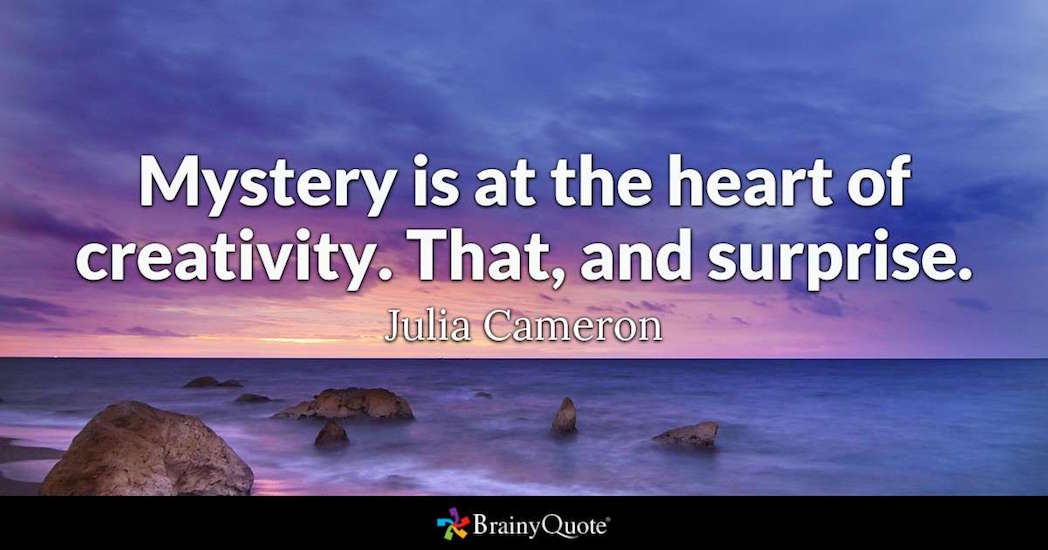 Mystery is at the heart of
creativity. That, and surprise.
Julia Cameron
BrainyQuote®